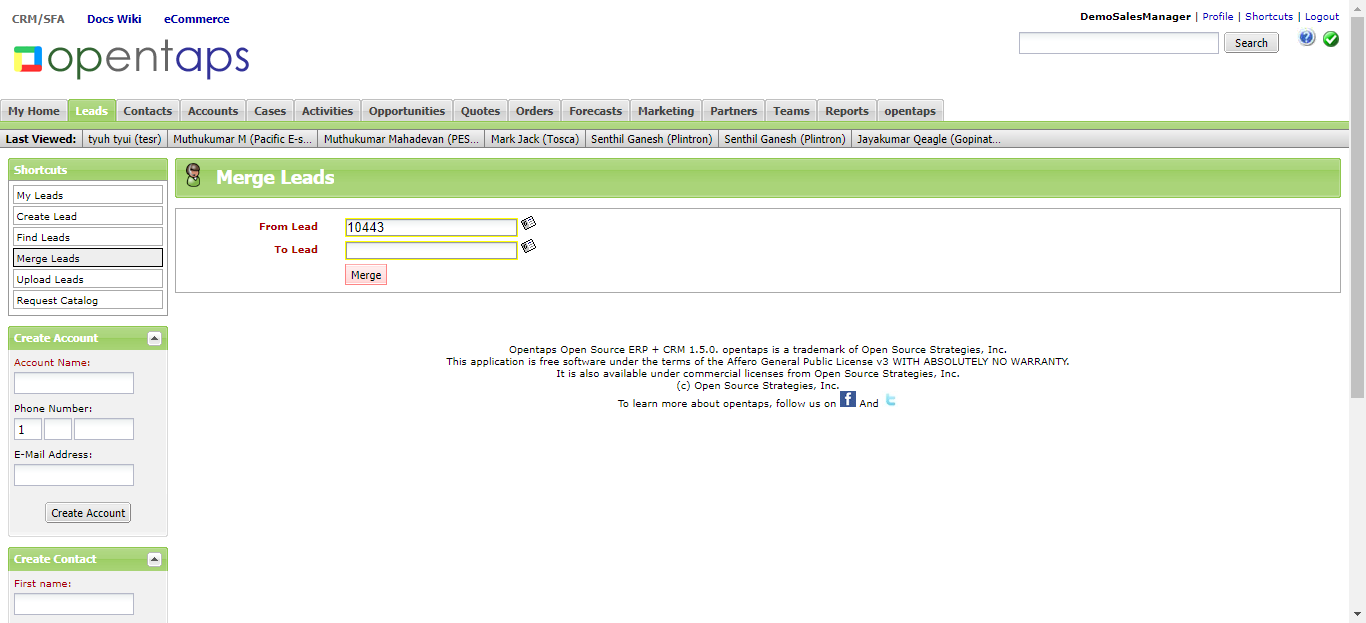 CRM/SFA Docs Wiki eCommerce
DemoSalesManager | Profile | Shortcuts | Logout
opentaps
Search
My Home Leads Contacts Accounts Cases Activities Opportunities Quotes Orders Forecasts Marketing Partners Teams Reports opentaps
Last Viewed: tyuh tyui (tesr) Muthukumar M (Pacific E-s... Muthukumar Mahadevan (PES... Mark Jack (Tosca) Senthil Ganesh (Plintron) Senthil Ganesh (Plintron) Jayakumar Qeagle (Gopinat...
Shortcuts
My Leads
Create Lead
Find Leads
Merge Leads
Upload Leads
Request Catalog
Create Account
Account Name:
Phone Number:
1
E-Mail Address:
Create Account
Create Contact
First name:
Merge Leads
From Lead 10443
To Lead
Merge
Opentaps Open Source ERP + CRM 1.5.0. opentaps is a trademark of Open Source Strategies, Inc.
This application is free software under the terms of the Affero General Public License v3 WITH ABSOLUTELY NO WARRANTY.
It is also available under commercial licenses from Open Source Strategies, Inc.
(c) Open Source Strategies, Inc.
To learn more about opentaps, follow us on f And t